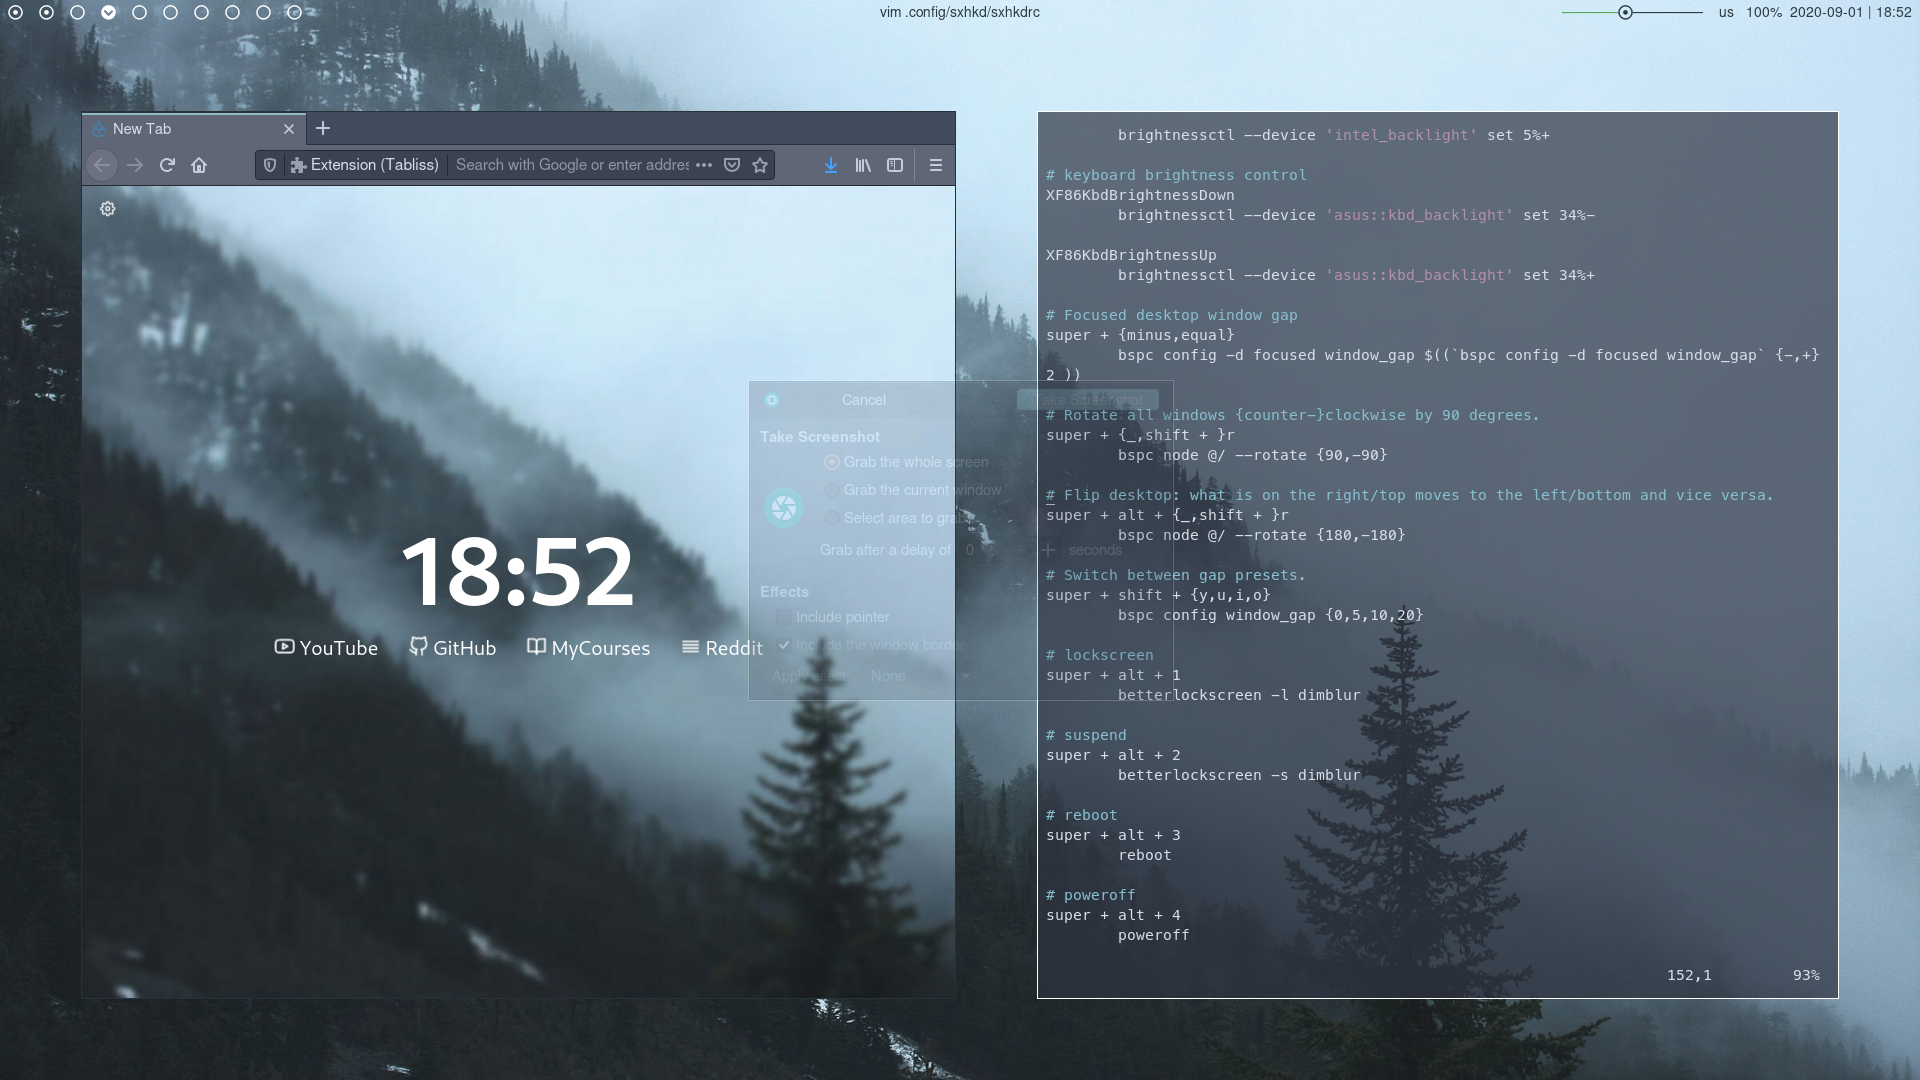 vim .config/sxhkd/sxhkdrc
us 100% 2020-09-01 | 18:52
New Tab
Extension (Tabliss) Search with Google or enter addres
18:52
YouTube GitHub MyCourses Reddit
Cancel Take Screenshot
Take Screenshot
Grab the whole screen
Grab the current window
Select area to grab
Grab after a delay of 0 + seconds
Effects
Include pointer
Include the window border
Apply effect: None
brightnessctl --device 'intel_backlight' set 5%+
# keyboard brightness control
XF86KbdBrightnessDown
brightnessctl --device 'asus::kbd_backlight' set 34%-
XF86KbdBrightnessUp
brightnessctl --device 'asus::kbd_backlight' set 34%+
# Focused desktop window gap
super + {minus,equal}
bspc config -d focused window_gap $((`bspc config -d focused window_gap` {-,+}
2 ))
# Rotate all windows {counter-}clockwise by 90 degrees.
super + {_,shift + }r
bspc node @/ --rotate {90,-90}
# Flip desktop: what is on the right/top moves to the left/bottom and vice versa.
super + alt + {_,shift + }r
bspc node @/ --rotate {180,-180}
# Switch between gap presets.
super + shift + {y,u,i,o}
bspc config window_gap {0,5,10,20}
# lockscreen
super + alt + 1
betterlockscreen -l dimblur
# suspend
super + alt + 2
betterlockscreen -s dimblur
# reboot
super + alt + 3
reboot
# poweroff
super + alt + 4
poweroff
152,1 93%